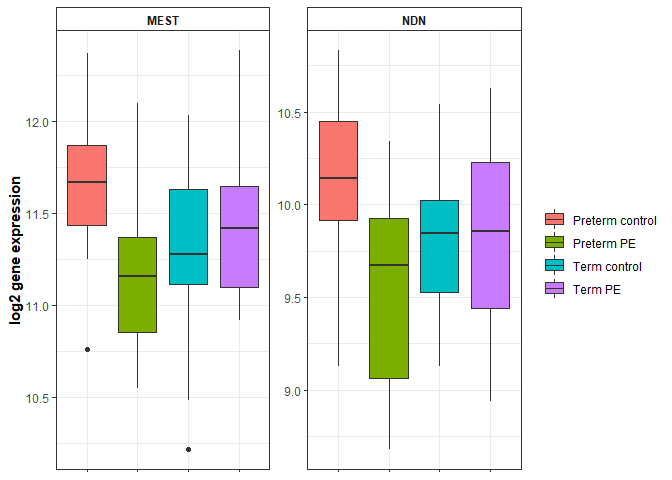 MEST
NDN
log2 gene expression
12.0
11.5
11.0
10.5
10.5
10.0
9.5
9.0
Preterm control
Preterm PE
Term control
Term PE